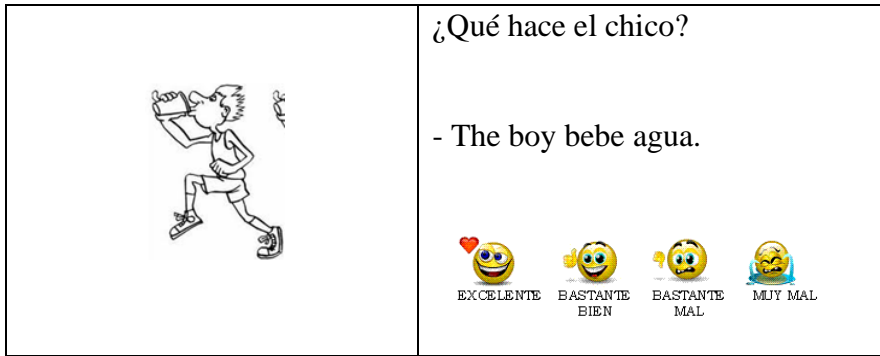 ¿Qué hace el chico?
- The boy bebe agua.
EXCELENTE BASTANTE BIEN BASTANTE MAL MUY MAL